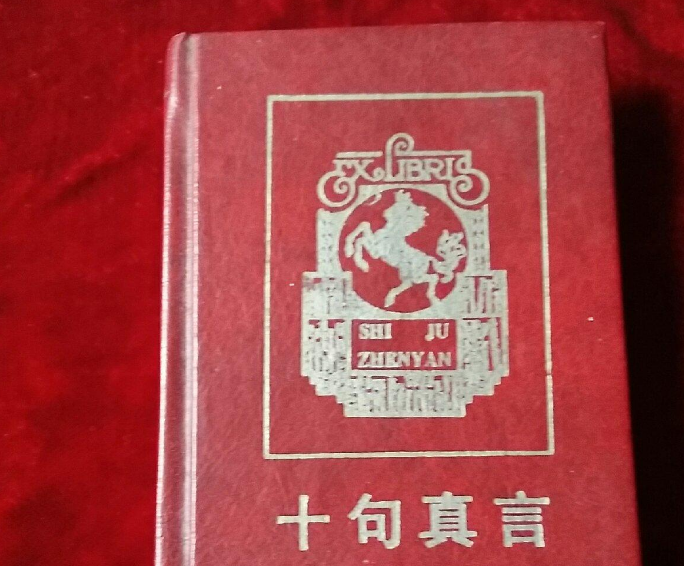 EX LIBRIS
SHI JU
ZHENYAN
十句真言